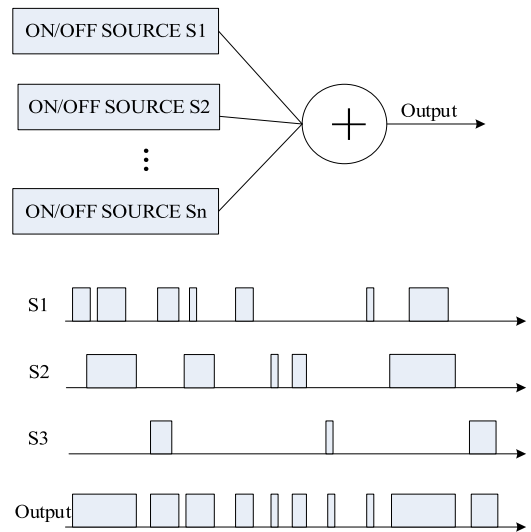 ON/OFF SOURCE S1
ON/OFF SOURCE S2
ON/OFF SOURCE Sn
+
Output
S1
S2
S3
Output